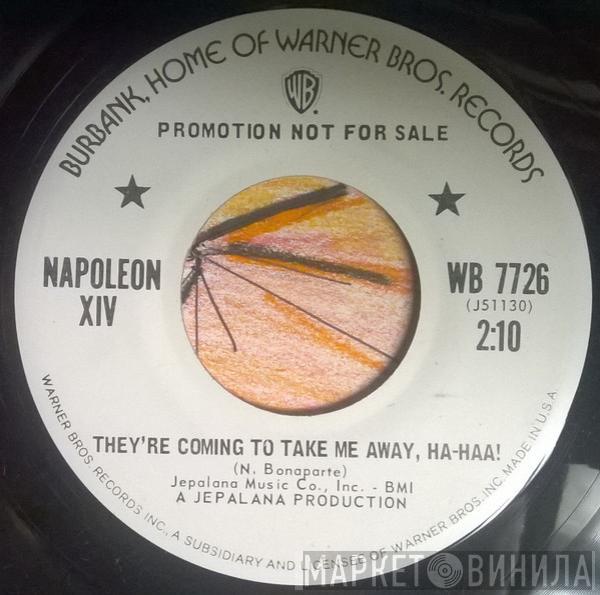 BURBANK, HOME OF WARNER BROS. RECORDS
WB
PROMOTION NOT FOR SALE
NAPOLEON
XIV
WB 7726
(J51130)
2:10
THEY'RE COMING TO TAKE ME AWAY, HA-HAA!
(N. Bonaparte)
Jepalana Music Co., Inc. - BMI
A JEPALANA PRODUCTION
WARNER BROS. RECORDS INC., A SUBSIDIARY AND LICENSEE OF WARNER BROS. INC. MADE IN U.S.A.
МАРКЕТ ВИНИЛА